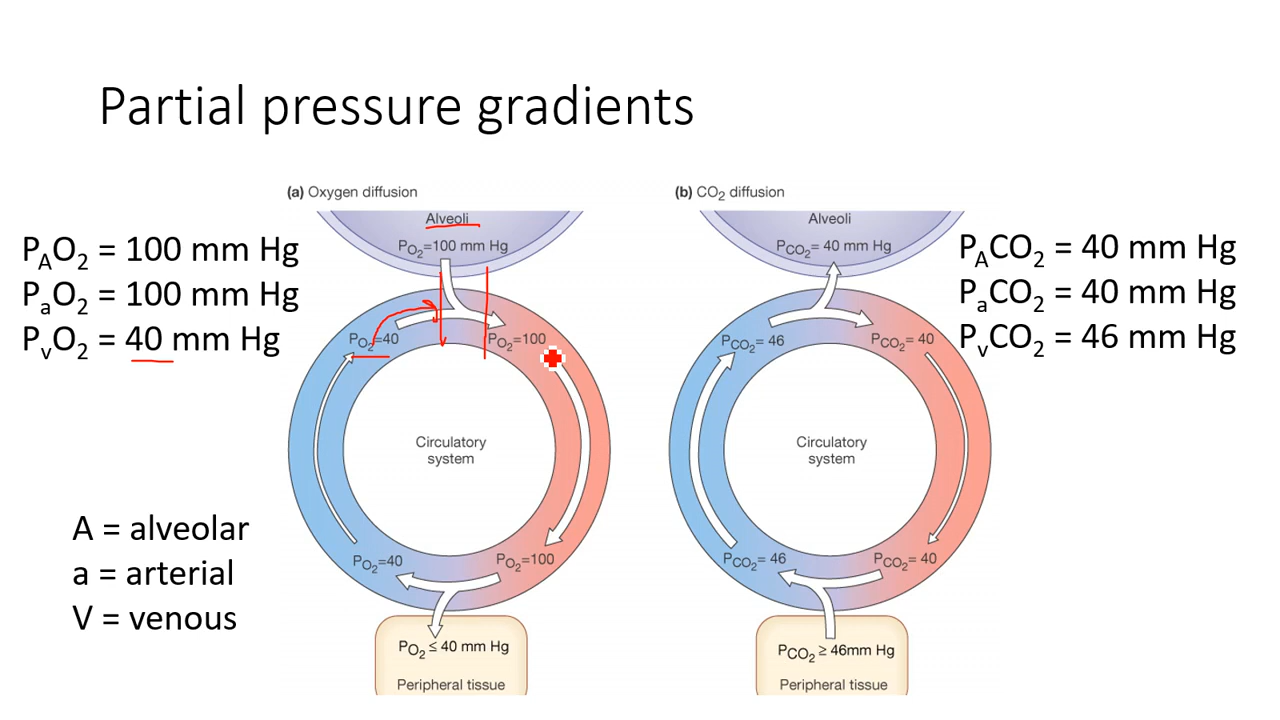 Partial pressure gradients
(a) Oxygen diffusion
Alveoli
PO₂=100 mm Hg
PO₂=40
PO₂=100
Circulatory
system
PO₂=40
PO₂=100
PO₂ ≤ 40 mm Hg
Peripheral tissue
(b) CO₂ diffusion
Alveoli
PCO₂= 40 mm Hg
PCO₂= 46
PCO₂= 40
Circulatory
system
PCO₂= 46
PCO₂= 40
PCO₂ ≥ 46mm Hg
Peripheral tissue
PAO₂ = 100 mm Hg
PaO₂ = 100 mm Hg
PvO₂ = 40 mm Hg
PACO₂ = 40 mm Hg
PaCO₂ = 40 mm Hg
PvCO₂ = 46 mm Hg
A = alveolar
a = arterial
V = venous